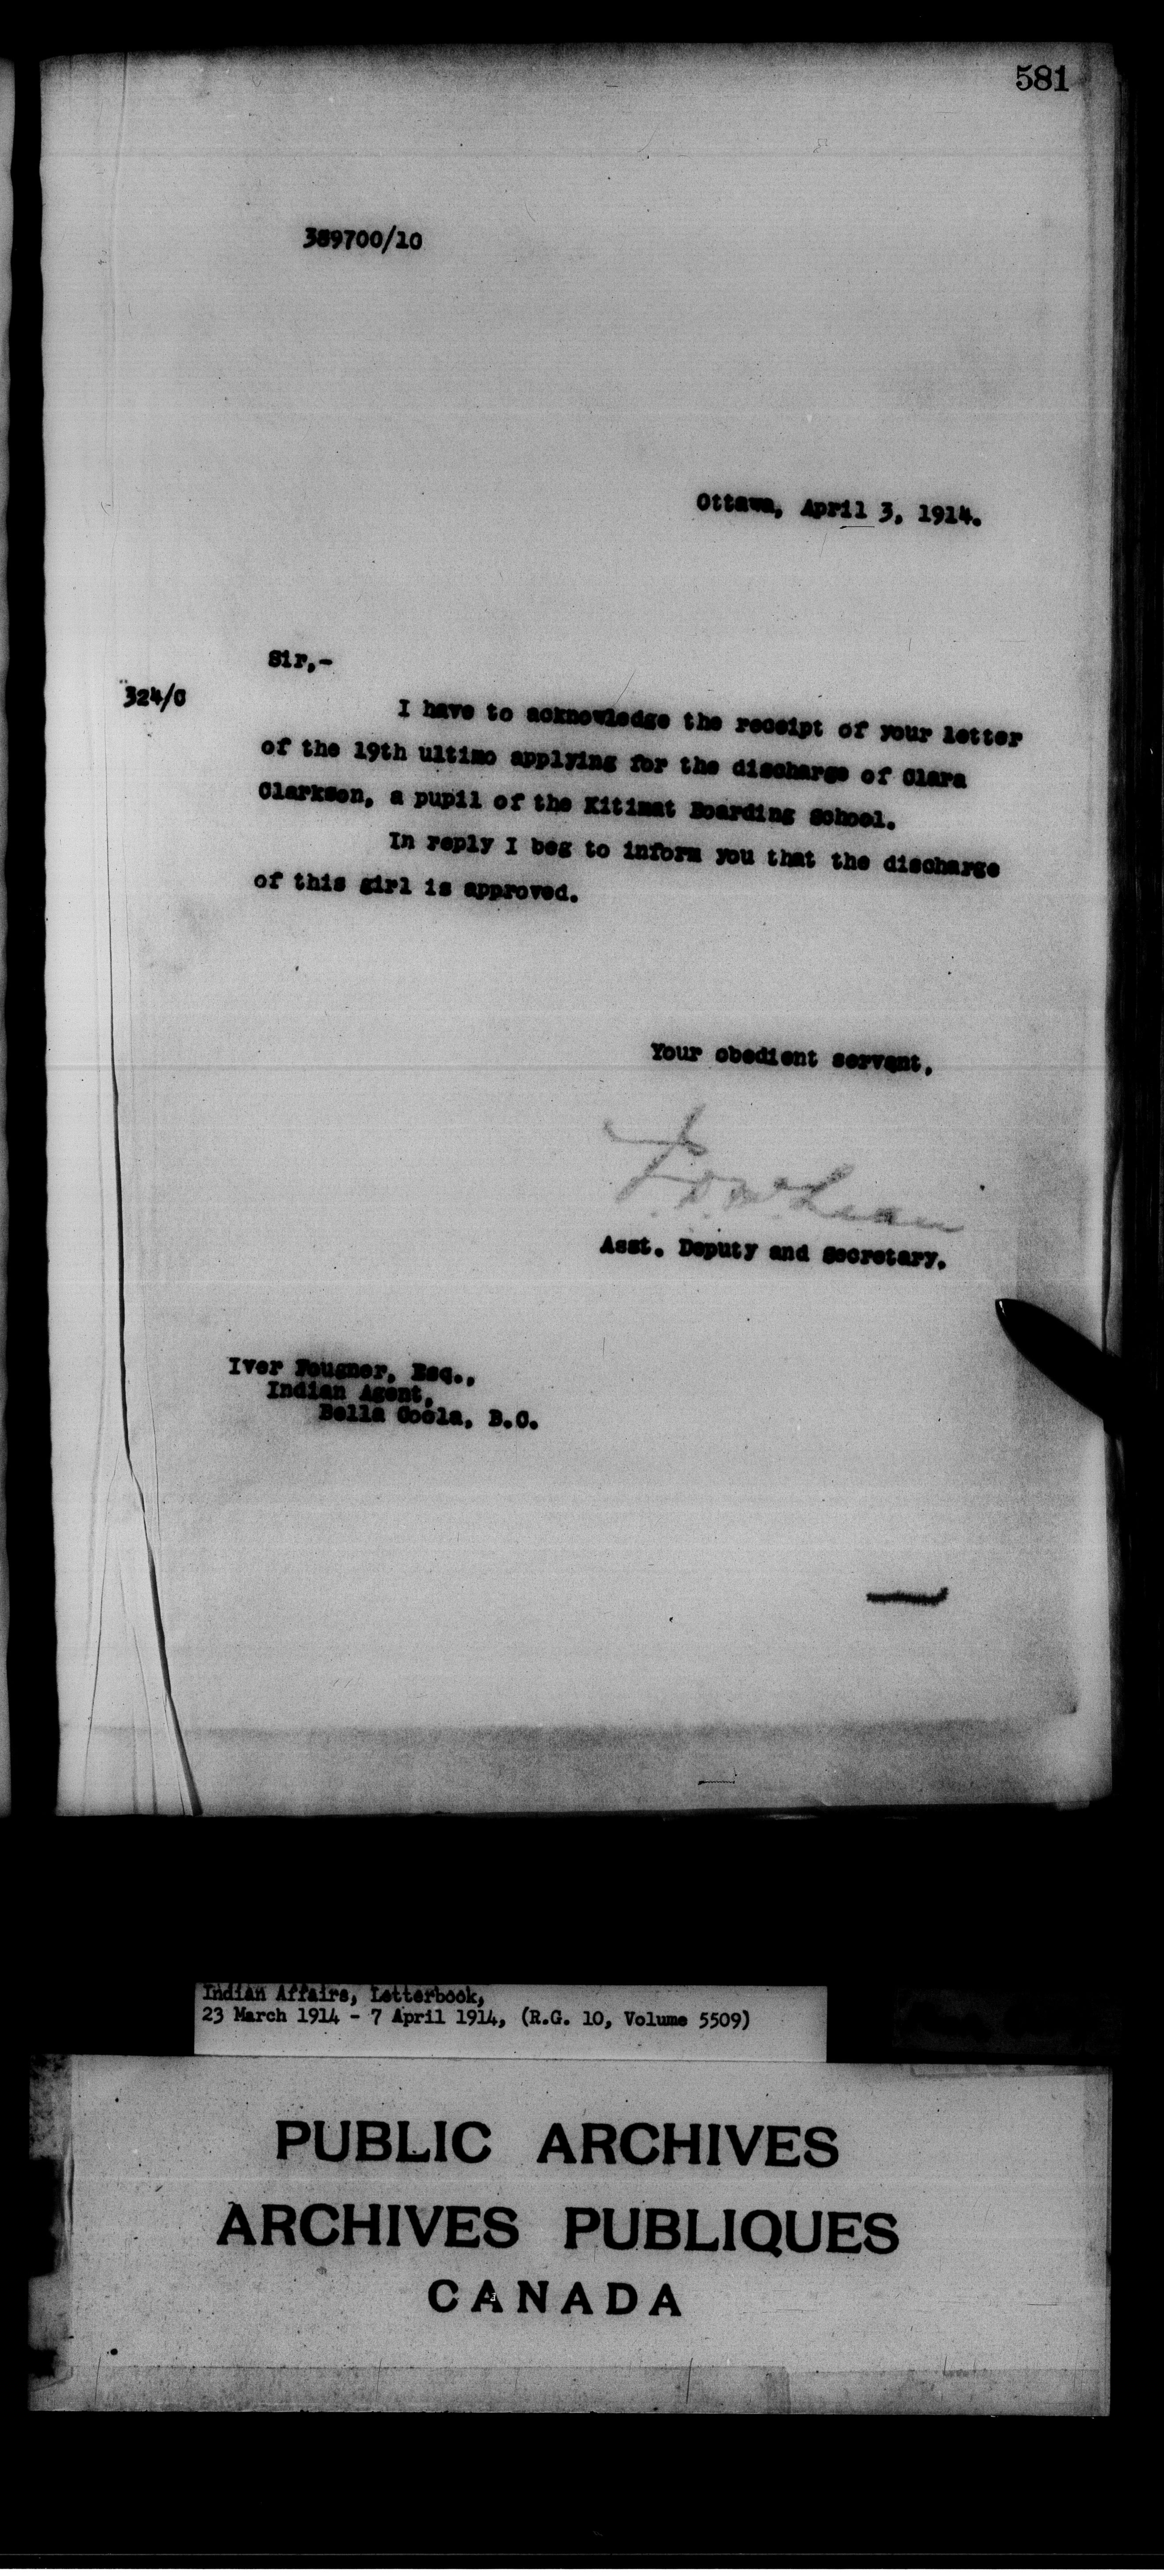 581
389700/10
Ottawa, April 3, 1914.
Sir,-
324/C
I have to acknowledge the receipt of your letter
of the 19th ultimo applying for the discharge of Clara
Clarkson, a pupil of the Kitimat Boarding School.
In reply I beg to inform you that the discharge
of this girl is approved.
Your obedient servant,
J.D. McLean
Asst. Deputy and Secretary.
Iver Fougner, Esq.,
Indian Agent,
Bella Coola, B.C.
Indian Affairs, Letterbook,
23 March 1914 - 7 April 1914, (R.G. 10, Volume 5509)
PUBLIC ARCHIVES
ARCHIVES PUBLIQUES
CANADA